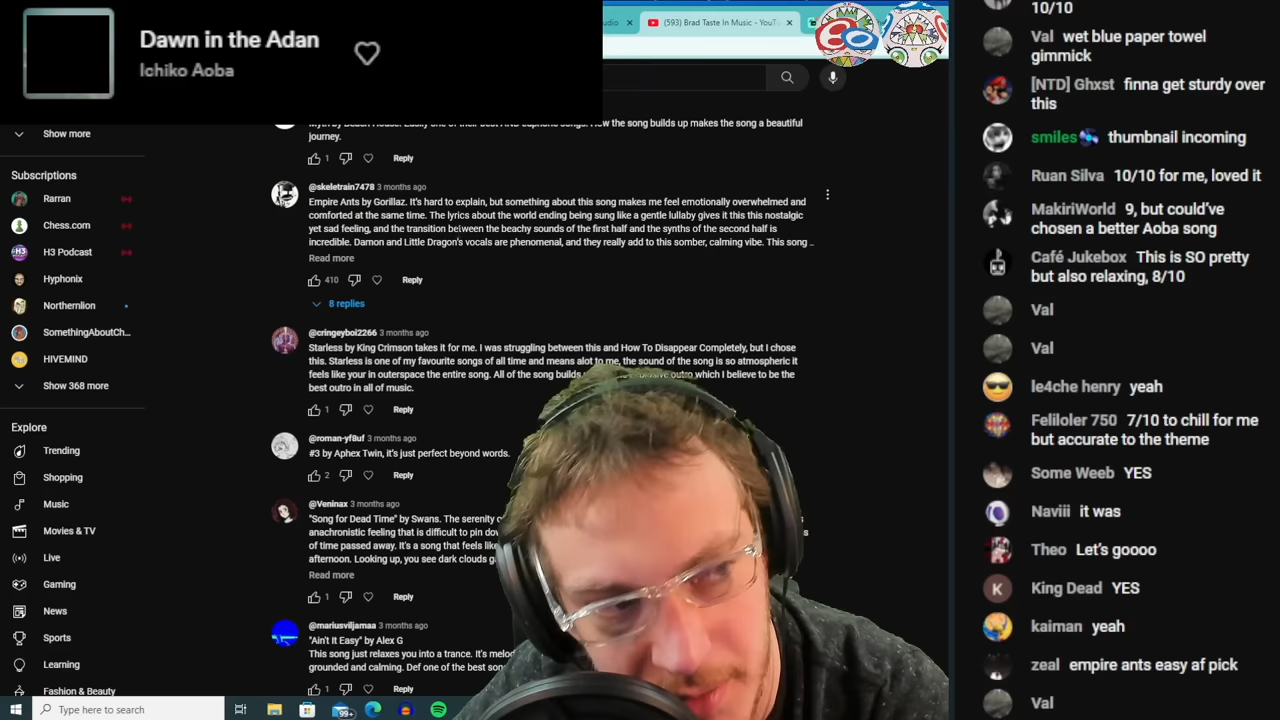 Dawn in the Adan
Ichiko Aoba
(593) Brad Taste In Music - YouTu
Show more
Subscriptions
Rarran
Chess.com
H3 Podcast
Hyphonix
Northernlion
SomethingAboutCh...
HIVEMIND
Show 368 more
Explore
Trending
Shopping
Music
Movies & TV
Live
Gaming
News
Sports
Learning
Fashion & Beauty
Type here to search
99+
the song builds up makes the song a beautiful
journey.
1 Reply
@skeletrain7478 3 months ago
Empire Ants by Gorillaz. It's hard to explain, but something about this song makes me feel emotionally overwhelmed and
comforted at the same time. The lyrics about the world ending being sung like a gentle lullaby gives it this this nostalgic
yet sad feeling, and the transition between the beachy sounds of the first half and the synths of the second half is
incredible. Damon and Little Dragon's vocals are phenomenal, and they really add to this somber, calming vibe. This song ...
Read more
410 Reply
8 replies
@cringeyboi2266 3 months ago
Starless by King Crimson takes it for me. I was struggling between this and How To Disappear Completely, but I chose
this. Starless is one of my favourite songs of all time and means alot to me, the sound of the song is so atmospheric it
feels like your in outerspace the entire song. All of the song builds outro which I believe to be the
best outro in all of music.
1 Reply
@roman-yf8uf 3 months ago
#3 by Aphex Twin, it's just perfect beyond words.
2 Reply
@Veninax 3 months ago
"Song for Dead Time" by Swans. The serenity
anachronistic feeling that is difficult to pin
of time passed away. It's a song that feels like
afternoon. Looking up, you see dark clouds
Read more
1 Reply
@mariusviljamaa 3 months ago
"Ain't It Easy" by Alex G
This song just relaxes you into a trance. It's
grounded and calming. Def one of the best
1 Reply
10/10
Val wet blue paper towel
gimmick
[NTD] Ghxst finna get sturdy over
this
smiles thumbnail incoming
Ruan Silva 10/10 for me, loved it
MakiriWorld 9, but could've
chosen a better Aoba song
Café Jukebox This is SO pretty
but also relaxing, 8/10
Val
Val
le4che henry yeah
Feliloler 750 7/10 to chill for me
but accurate to the theme
Some Weeb YES
Naviii it was
Theo Let's goooo
K King Dead YES
kaiman yeah
zeal empire ants easy af pick
Val